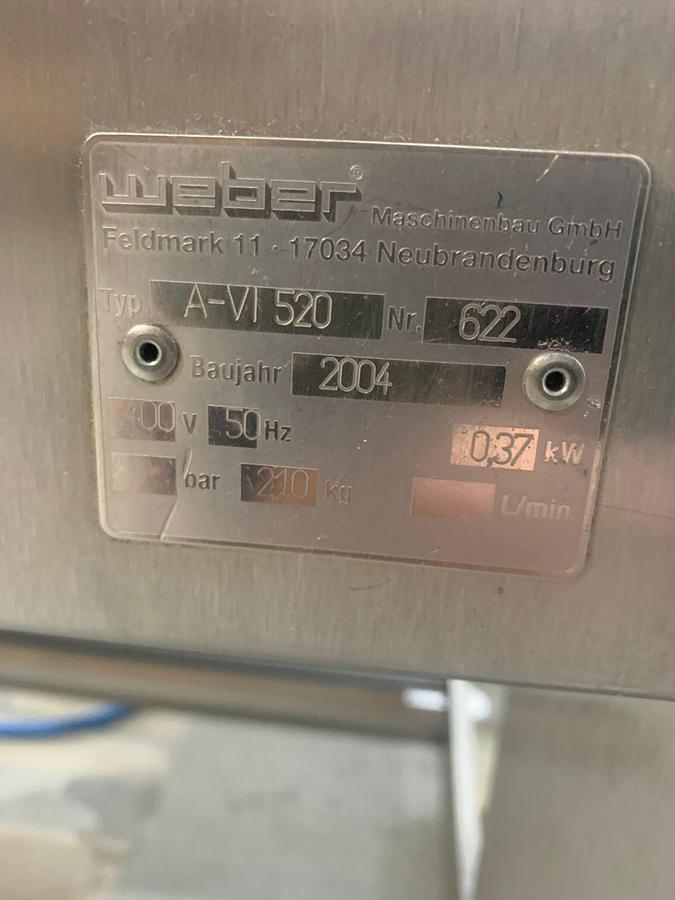 weber® Maschinenbau GmbH
Feldmark 11 · 17034 Neubrandenburg
Typ A-VI 520 Nr. 622
Baujahr 2004
400 V 50 Hz 0,37 kW
bar 210 kg L/min